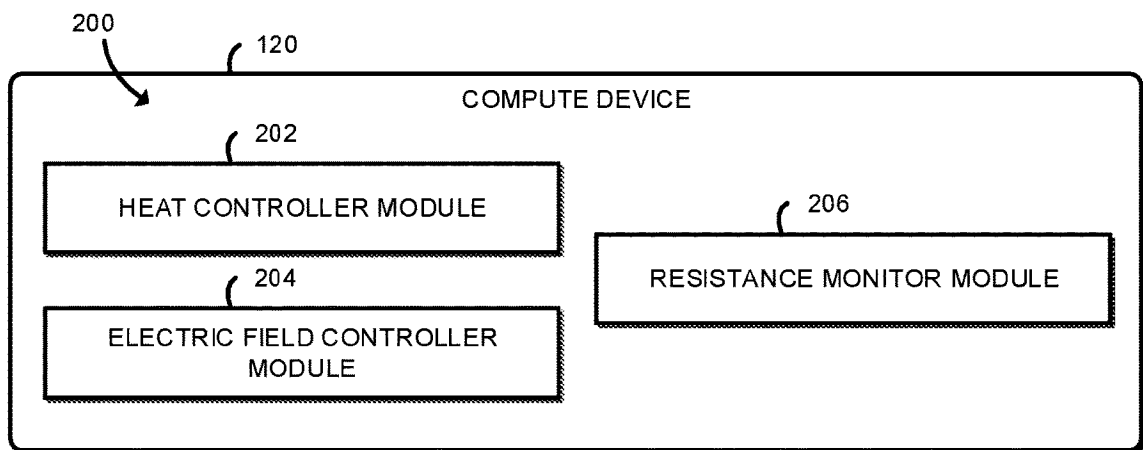 200
120
COMPUTE DEVICE
202
HEAT CONTROLLER MODULE
204
ELECTRIC FIELD CONTROLLER
MODULE
206
RESISTANCE MONITOR MODULE